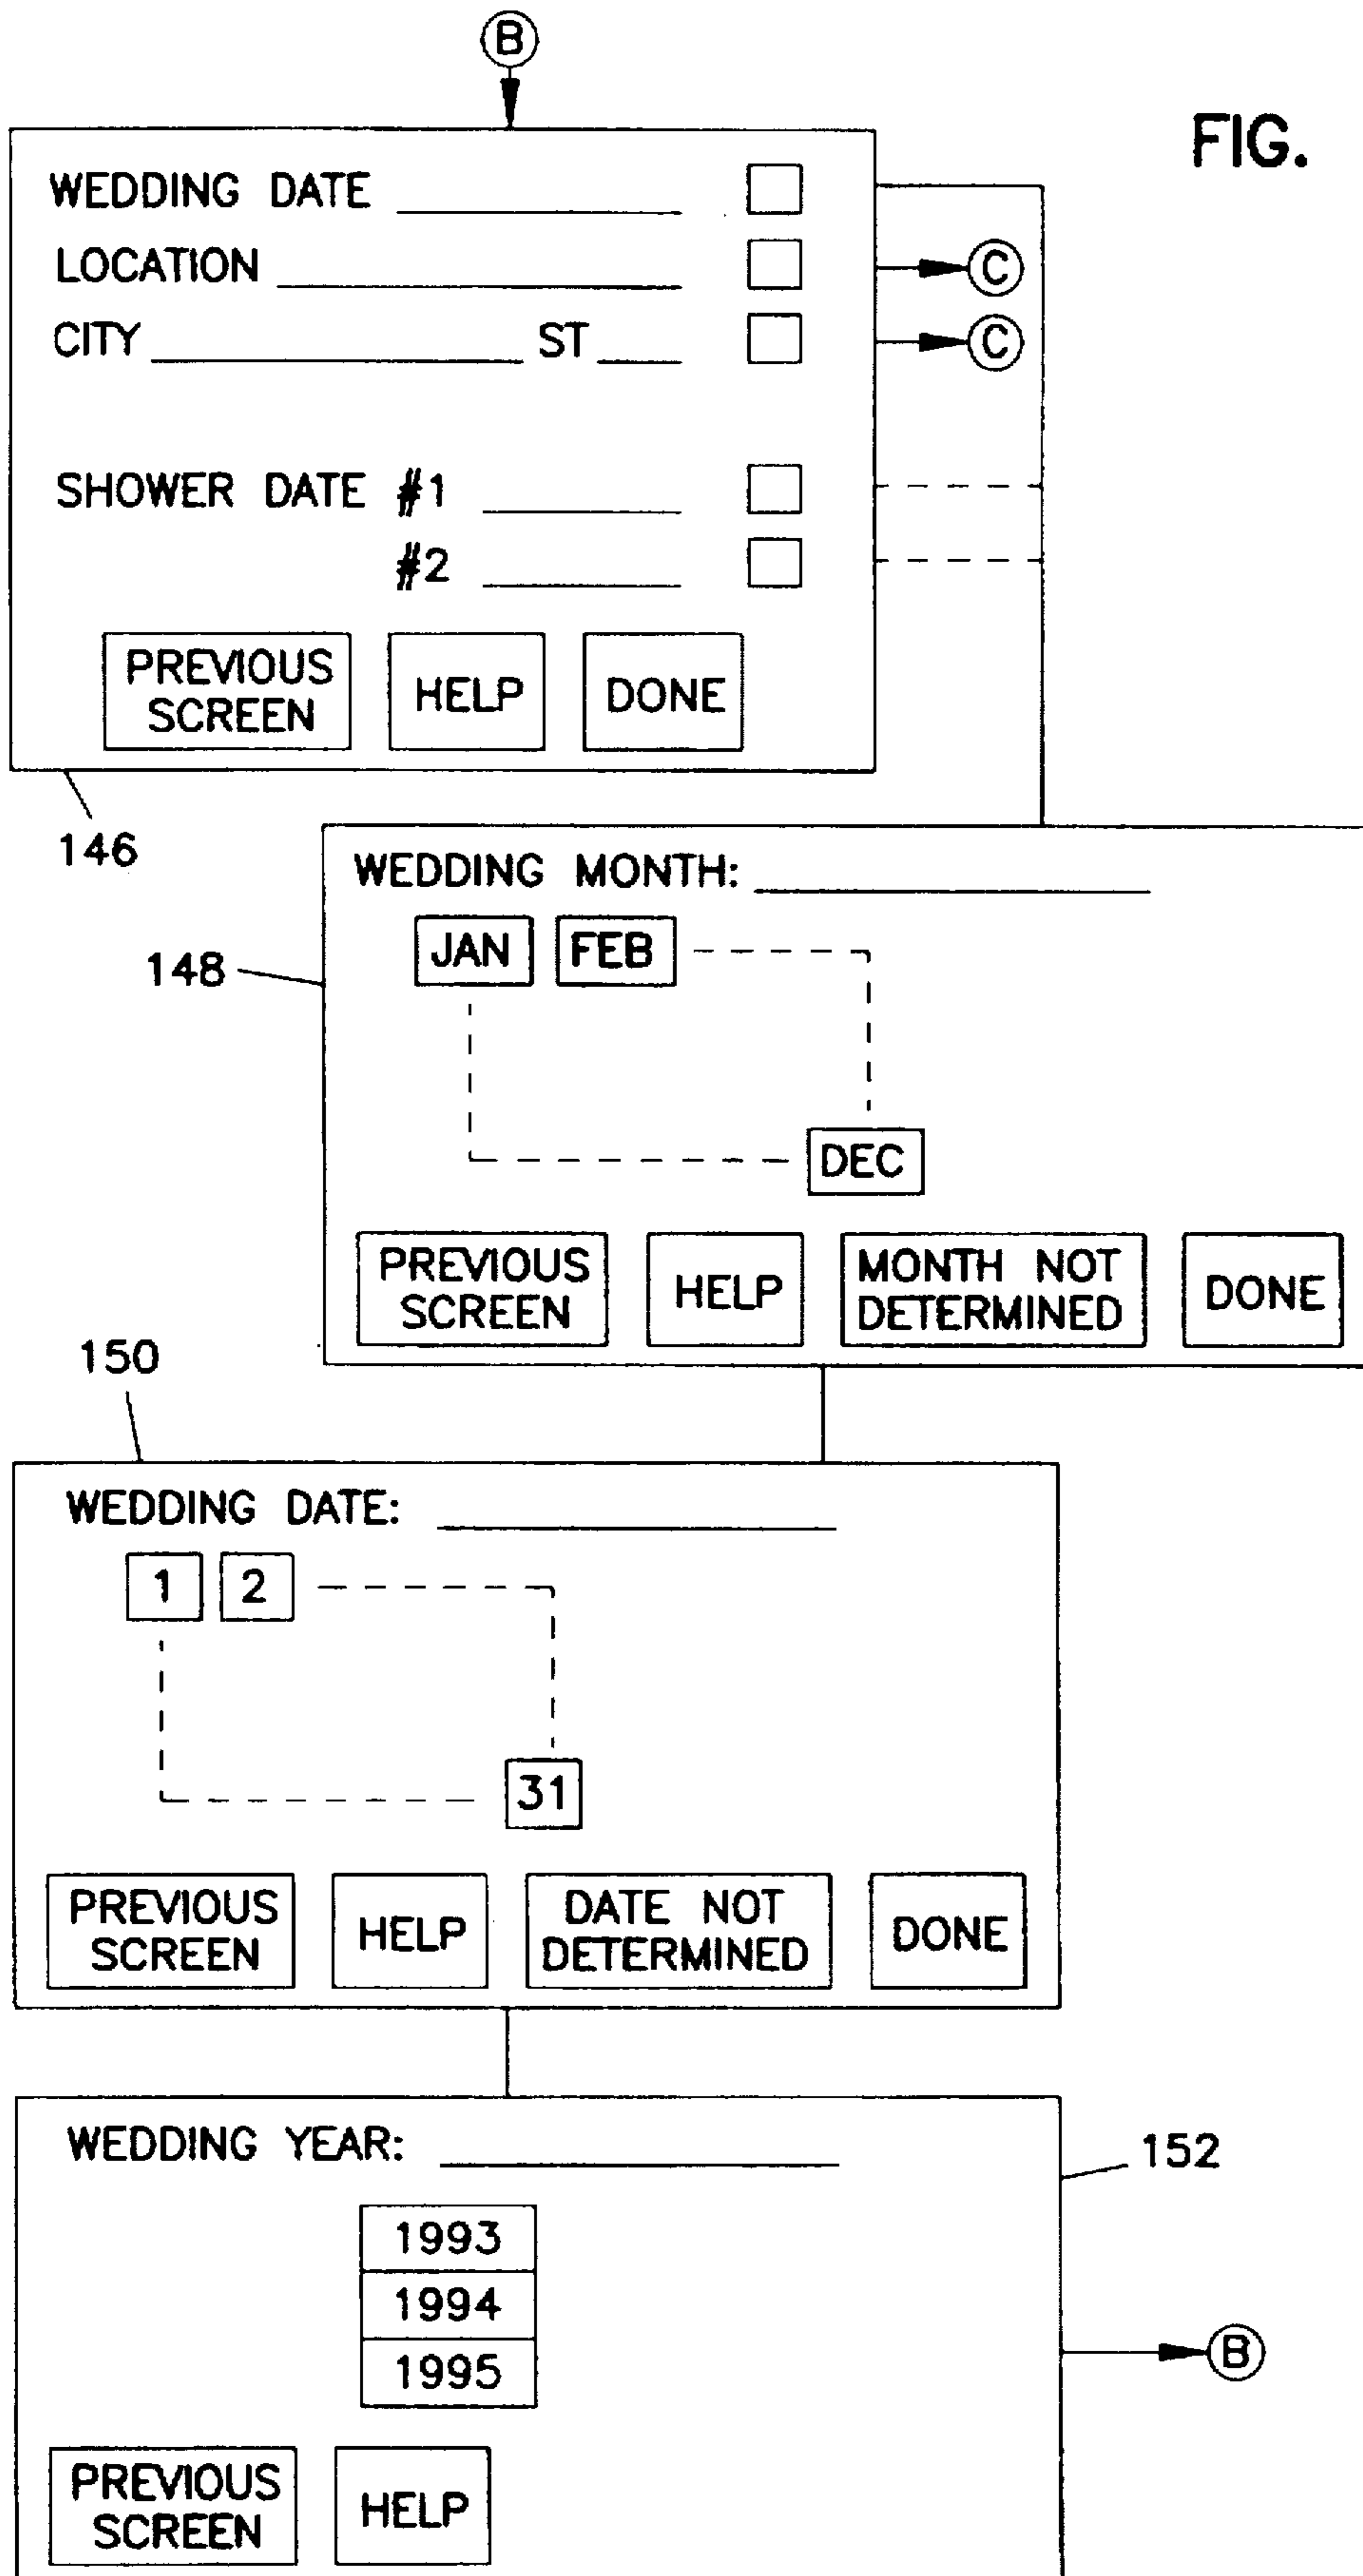 B
FIG.
WEDDING DATE
LOCATION
C
CITY ST
C
SHOWER DATE #1
#2
PREVIOUS
SCREEN
HELP
DONE
146
WEDDING MONTH:
JAN FEB
148
DEC
PREVIOUS
SCREEN
HELP
MONTH NOT
DETERMINED
DONE
150
WEDDING DATE:
1 2
31
PREVIOUS
SCREEN
HELP
DATE NOT
DETERMINED
DONE
WEDDING YEAR:
152
1993
1994
1995
B
PREVIOUS
SCREEN
HELP